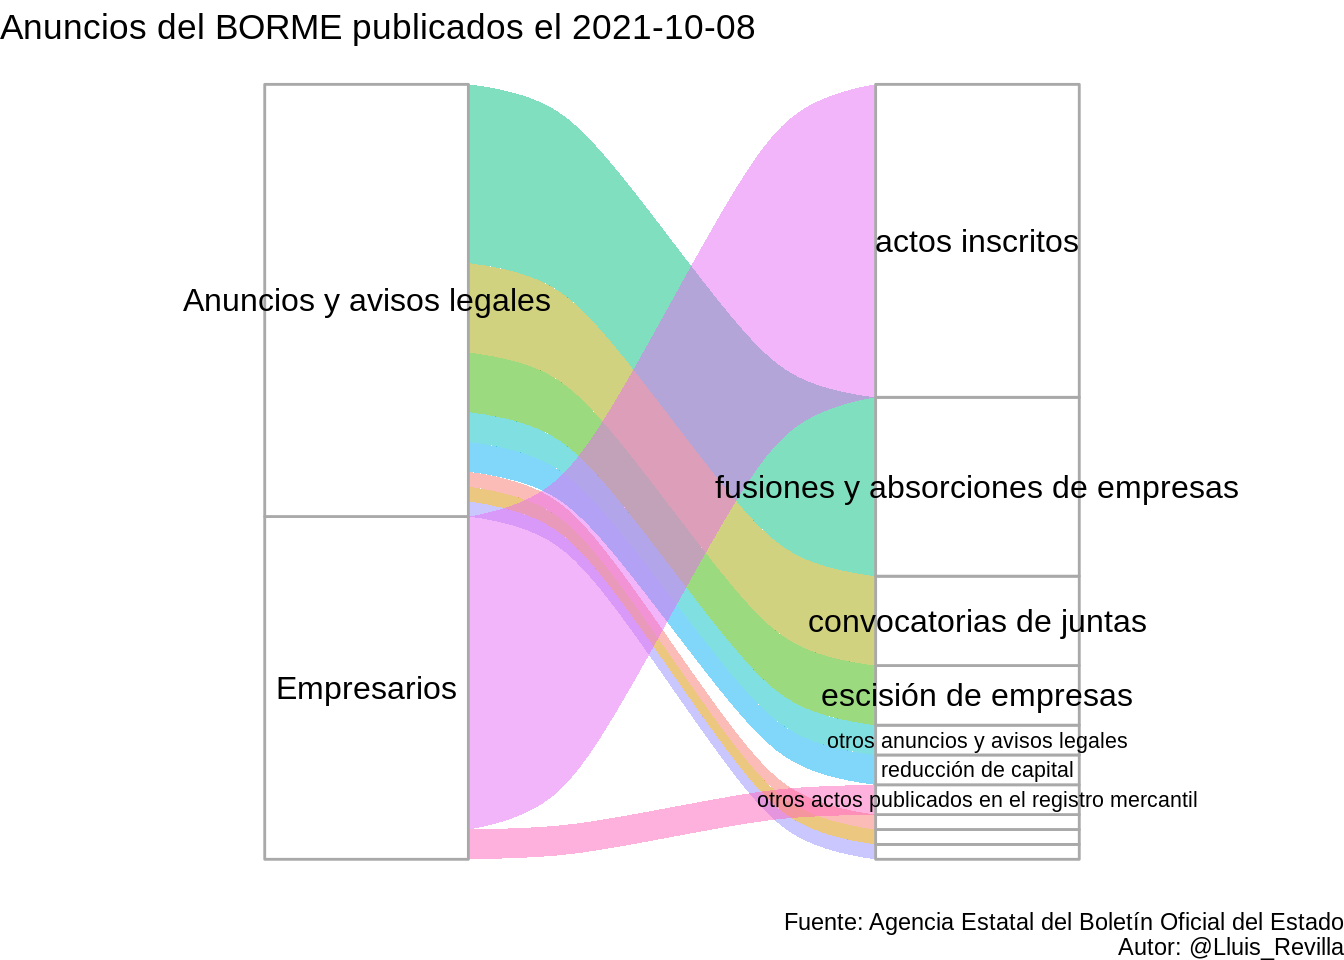 Anuncios del BORME publicados el 2021-10-08
actos inscritos
Anuncios y avisos legales
fusiones y absorciones de empresas
convocatorias de juntas
Empresarios
escisión de empresas
otros anuncios y avisos legales
reducción de capital
otros actos publicados en el registro mercantil
Fuente: Agencia Estatal del Boletín Oficial del Estado
Autor: @Lluis_Revilla